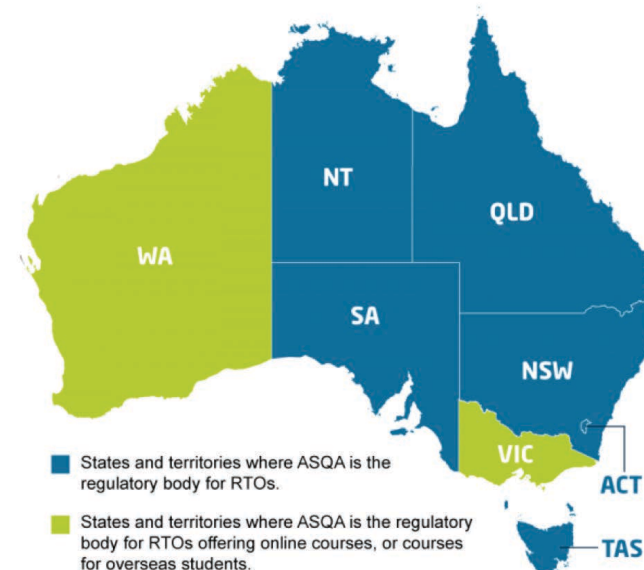 NT
QLD
WA
SA
NSW
VIC
ACT
TAS
States and territories where ASQA is the
regulatory body for RTOs.
States and territories where ASQA is the regulatory
body for RTOs offering online courses, or courses
for overseas students.